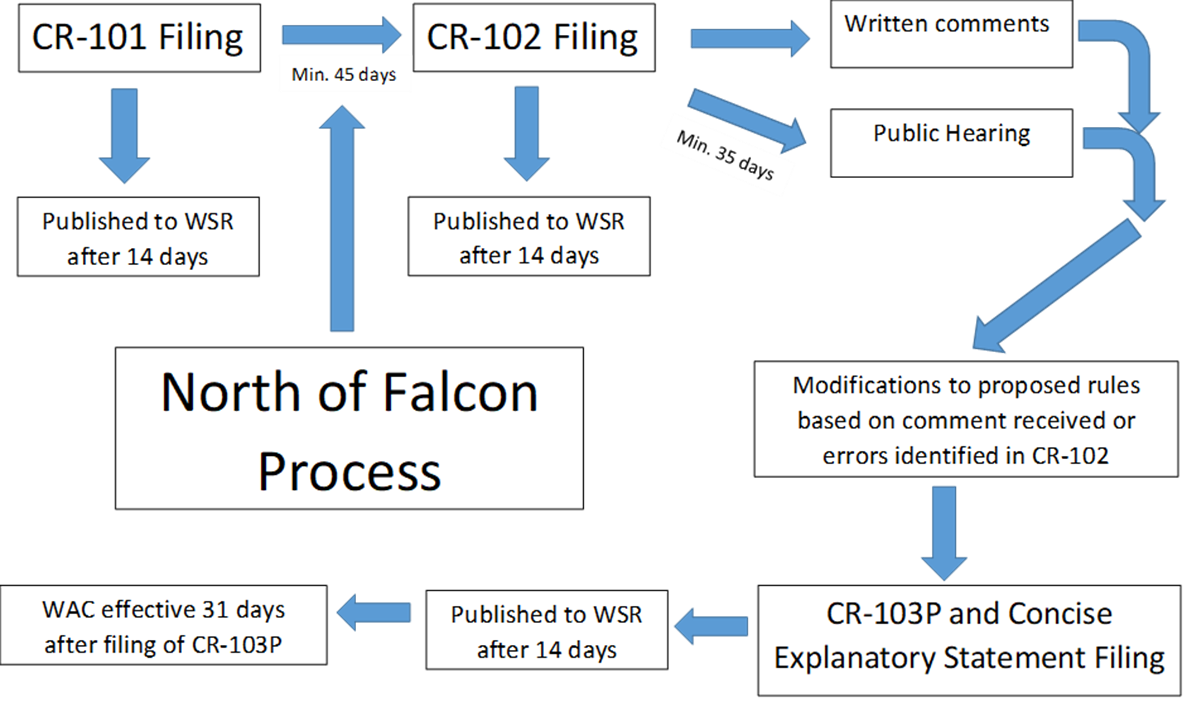 CR-101 Filing
Min. 45 days
CR-102 Filing
Written comments
Min. 35 days
Public Hearing
Published to WSR
after 14 days
Published to WSR
after 14 days
North of Falcon
Process
Modifications to proposed rules
based on comment received or
errors identified in CR-102
CR-103P and Concise
Explanatory Statement Filing
Published to WSR
after 14 days
WAC effective 31 days
after filing of CR-103P